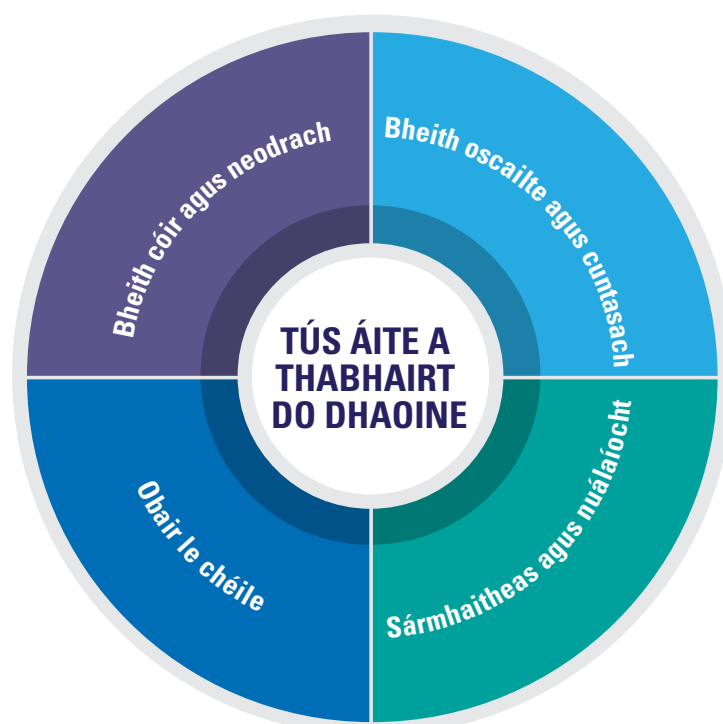 Bheith cóir agus neodrach
Bheith oscailte agus cuntasach
TÚS ÁITE A
THABHAIRT
DO DHAOINE
Obair le chéile
Sármhaitheas agus nuálaíocht